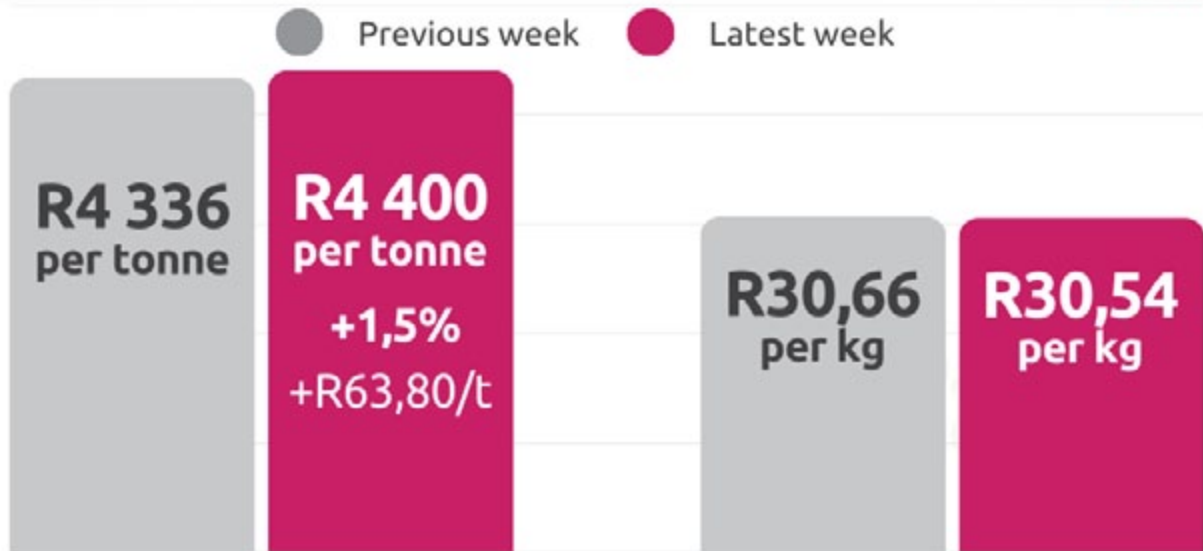 Previous week
Latest week
R4 336
per tonne
R4 400
per tonne
+1,5%
+R63,80/t
R30,66
per kg
R30,54
per kg